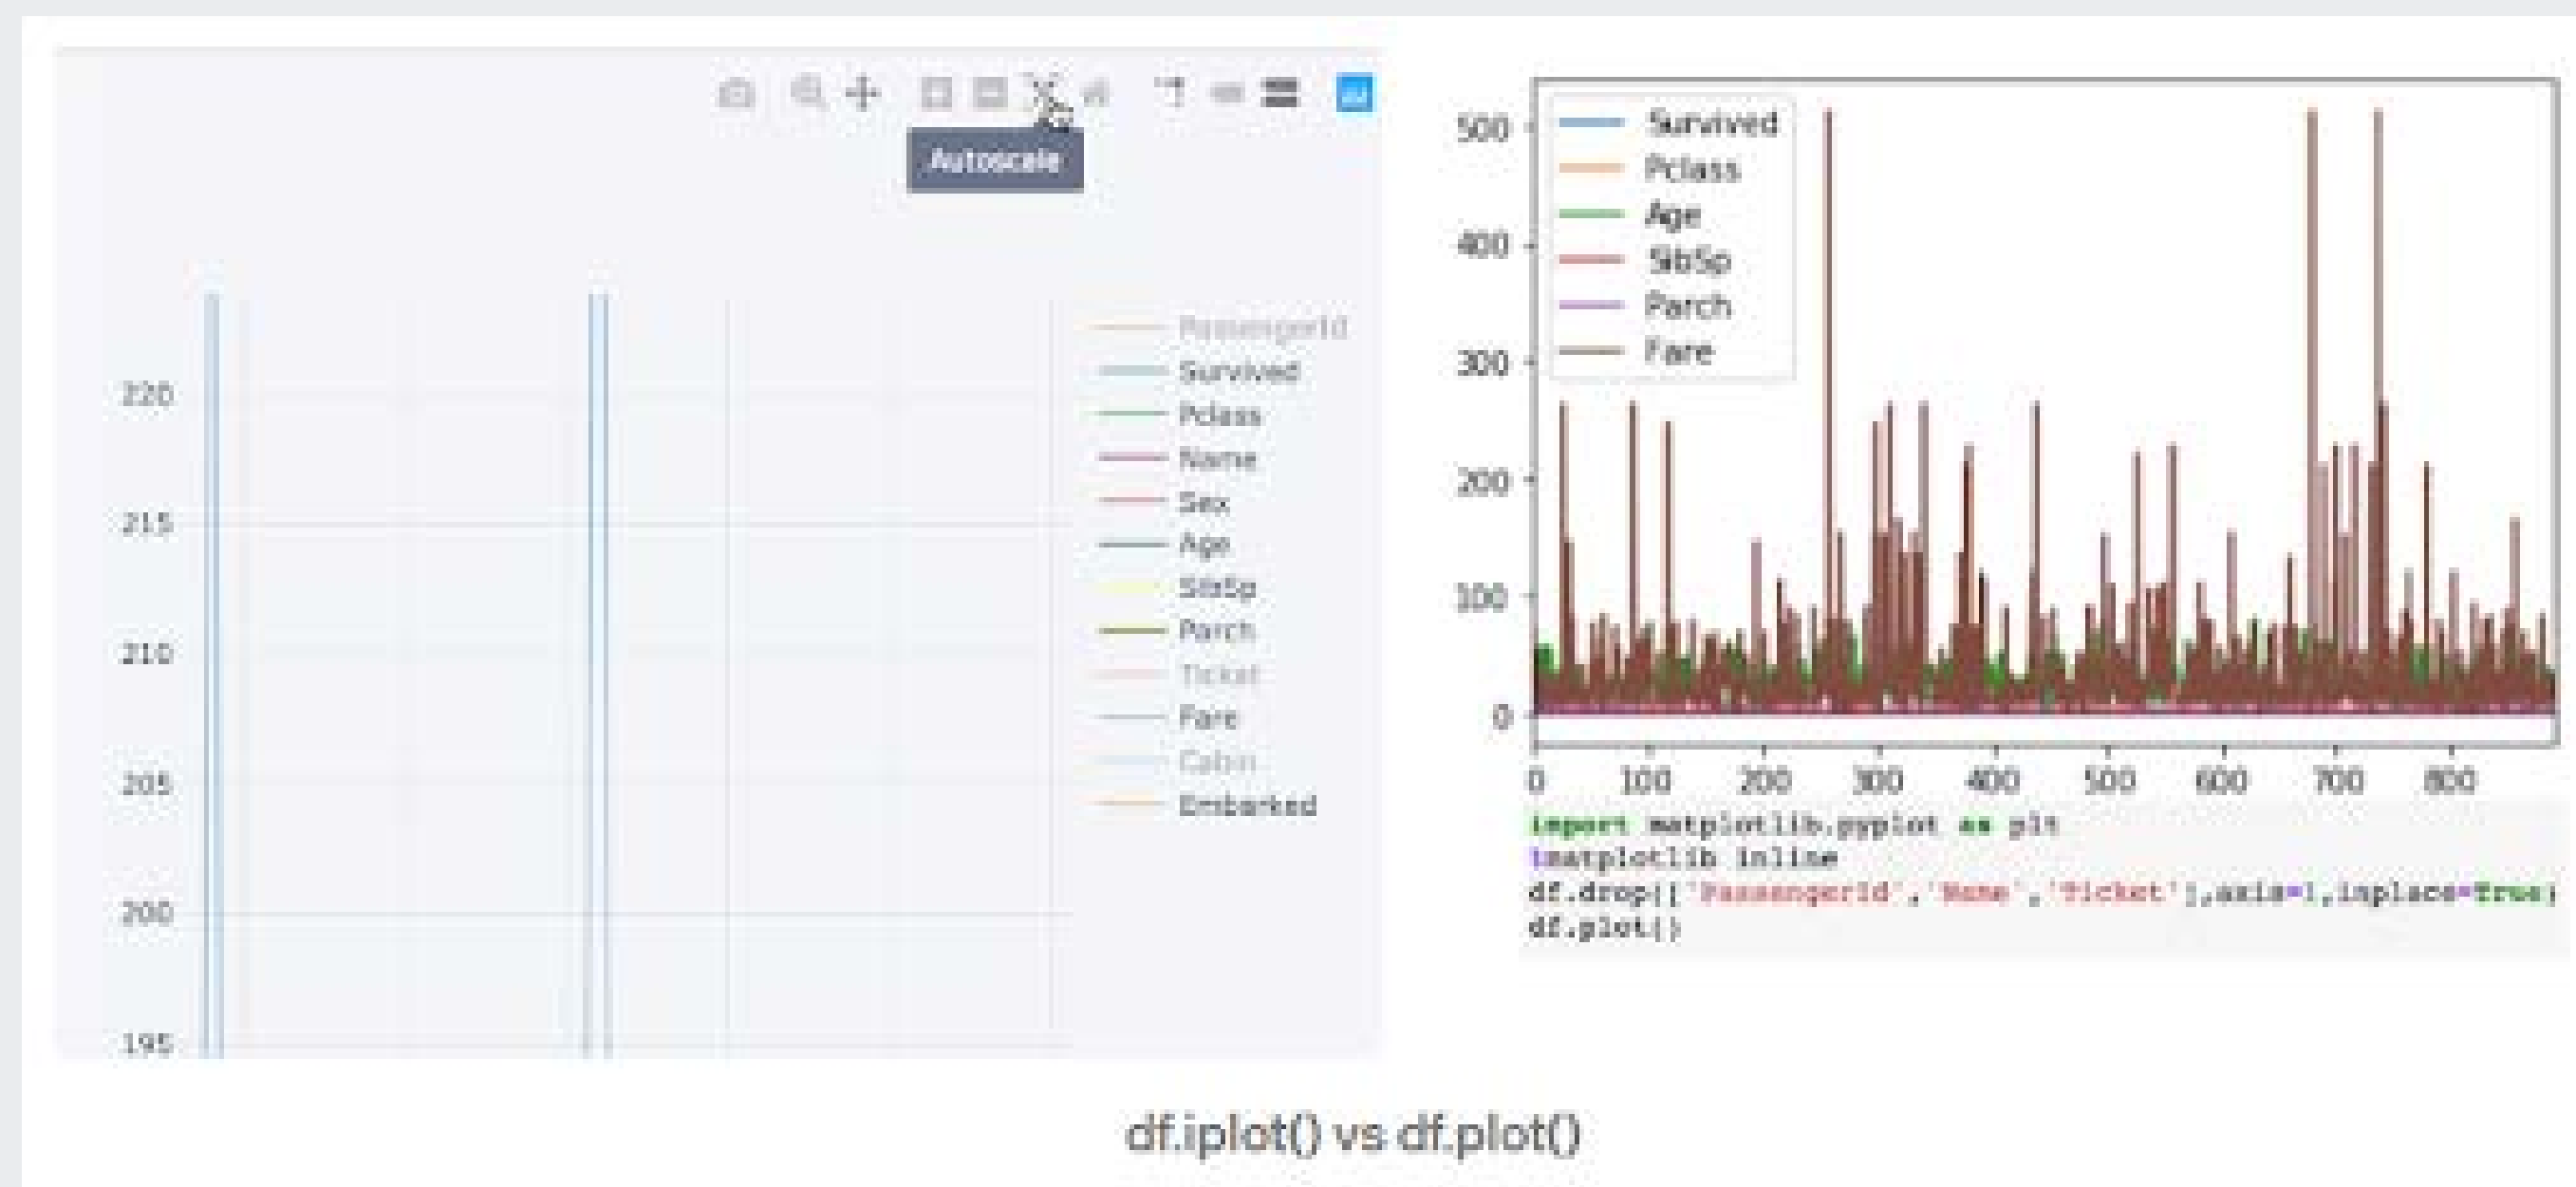 Autoscale
PassengerId
Survived
Pclass
Name
Sex
Age
SibSp
Parch
Ticket
Fare
Cabin
Embarked
220
215
210
205
200
195
Survived
Pclass
Age
SibSp
Parch
Fare
500
400
300
200
100
0
0 100 200 300 400 500 600 700 800
import matplotlib.pyplot as plt
%matplotlib inline
df.drop(['PassengerId','Name','Ticket'],axis=1,inplace=True)
df.plot()
df.iplot() vs df.plot()